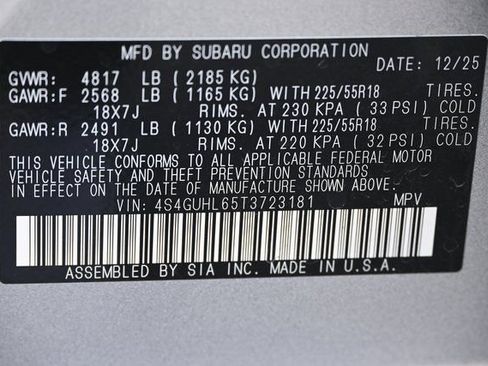 MFD BY SUBARU CORPORATION 12/25
GVWR: 4817 LB (2185 KG)
GAWR:F 2568 LB (1165 KG) WITH 225/55R18 TIRES.
18X7J RIMS. AT 230 KPA (33 PSI) COLD
GAWR:R 2491 LB (1130 KG) WITH 225/55R18 TIRES.
18X7J RIMS. AT 220 KPA (32 PSI) COLD
THIS VEHICLE CONFORMS TO ALL APPLICABLE FEDERAL MOTOR
VEHICLE SAFETY AND THEFT PREVENTION STANDARDS
IN EFFECT ON THE DATE OF MANUFACTURE SHOWN ABOVE.
VIN: 4S4GUHL65T3723181 MPV
ASSEMBLED BY SIA INC. MADE IN U.S.A.